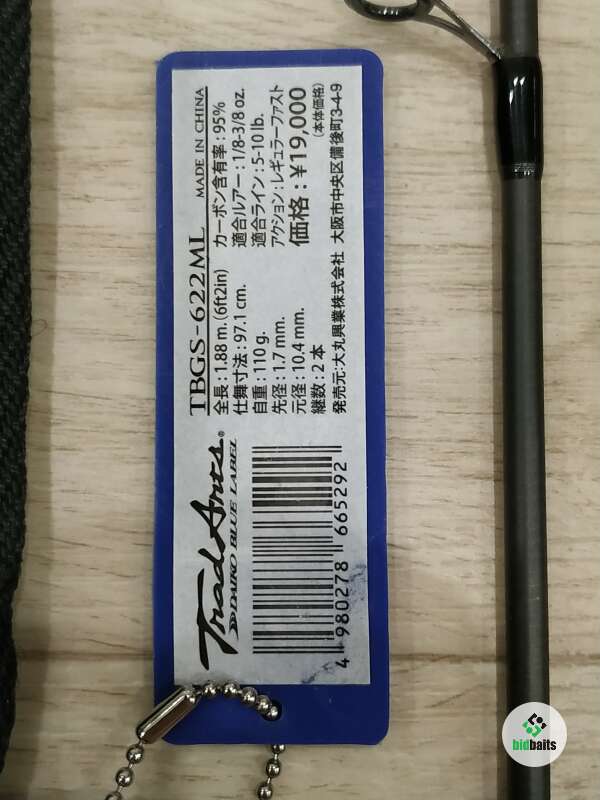 Trad Arts®
DAIKO BLUE LABEL
4 980278 665292
TBGS-622ML MADE IN CHINA
全長：1.88 m. (6ft2in) カーボン含有率：95%
仕舞寸法：97.1 cm. 適合ルアー：1/8-3/8 oz.
自重：110 g. 適合ライン：5-10 lb.
先径：1.7 mm. アクション：レギュラーファスト
元径：10.4 mm. 価格：¥19,000
継数：2 本 (本体価格)
発売元：大丸興業株式会社 大阪市中央区備後町3-4-9
bidbaits